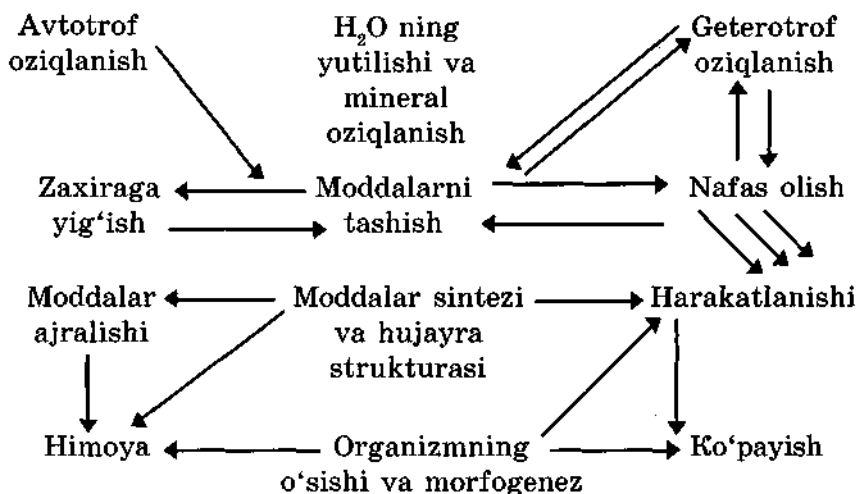 Avtotrof
oziqlanish
H₂O ning
yutilishi va
mineral
oziqlanish
Geterotrof
oziqlanish
Zaxiraga
yig‘ish
Moddalarni
tashish
Nafas olish
Moddalar
ajralishi
Moddalar sintezi
va hujayra
strukturasi
Harakatlanishi
Himoya
Organizmning
o‘sishi va morfogenez
Ko‘payish